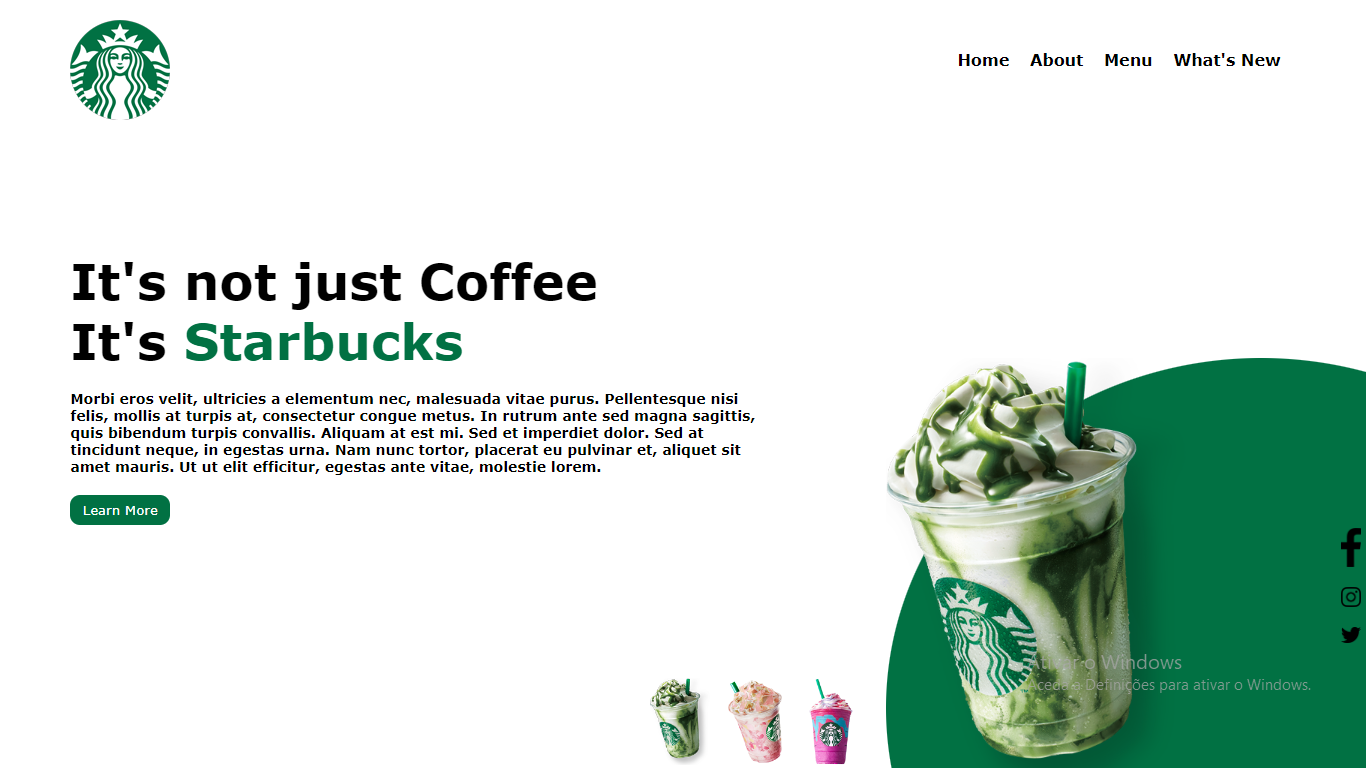 Home About Menu What's New
It's not just Coffee
It's Starbucks
Morbi eros velit, ultricies a elementum nec, malesuada vitae purus. Pellentesque nisi
felis, mollis at turpis at, consectetur congue metus. In rutrum ante sed magna sagittis,
quis bibendum turpis convallis. Aliquam at est mi. Sed et imperdiet dolor. Sed at
tincidunt neque, in egestas urna. Nam nunc tortor, placerat eu pulvinar et, aliquet sit
amet mauris. Ut ut elit efficitur, egestas ante vitae, molestie lorem.
Learn More
Ativar o Windows
Aceda a Definições para ativar o Windows.